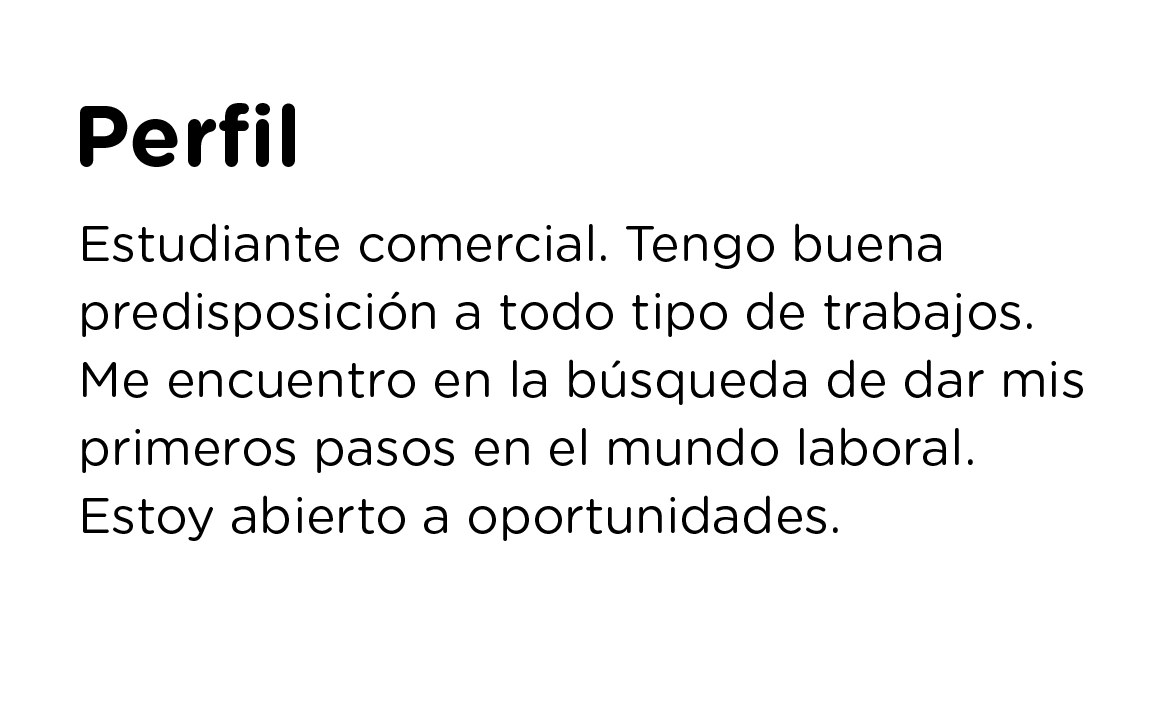 Perfil
Estudiante comercial. Tengo buena
predisposición a todo tipo de trabajos.
Me encuentro en la búsqueda de dar mis
primeros pasos en el mundo laboral.
Estoy abierto a oportunidades.